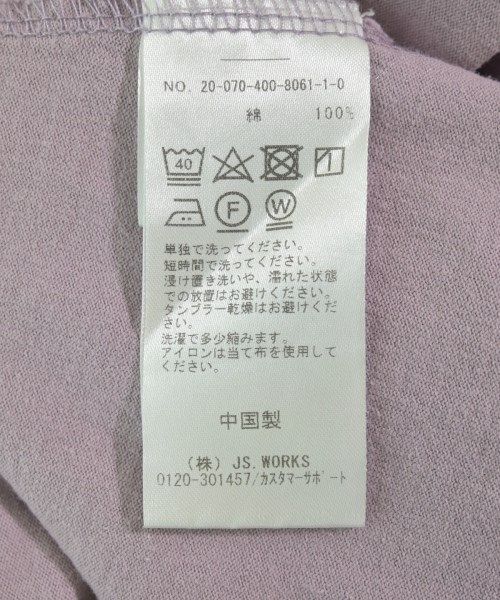 NO. 20-070-400-8061-1-0
綿 100%
40
F W
単独で洗ってください。
短時間で洗ってください。
浸け置き洗いや、濡れた状態
での放置はお避けください。
タンブラー乾燥はお避けくだ
さい。
洗濯で多少縮みます。
アイロンは当て布を使用して
ください。
中国製
(株) JS.WORKS
0120-301457/カスタマーサポート